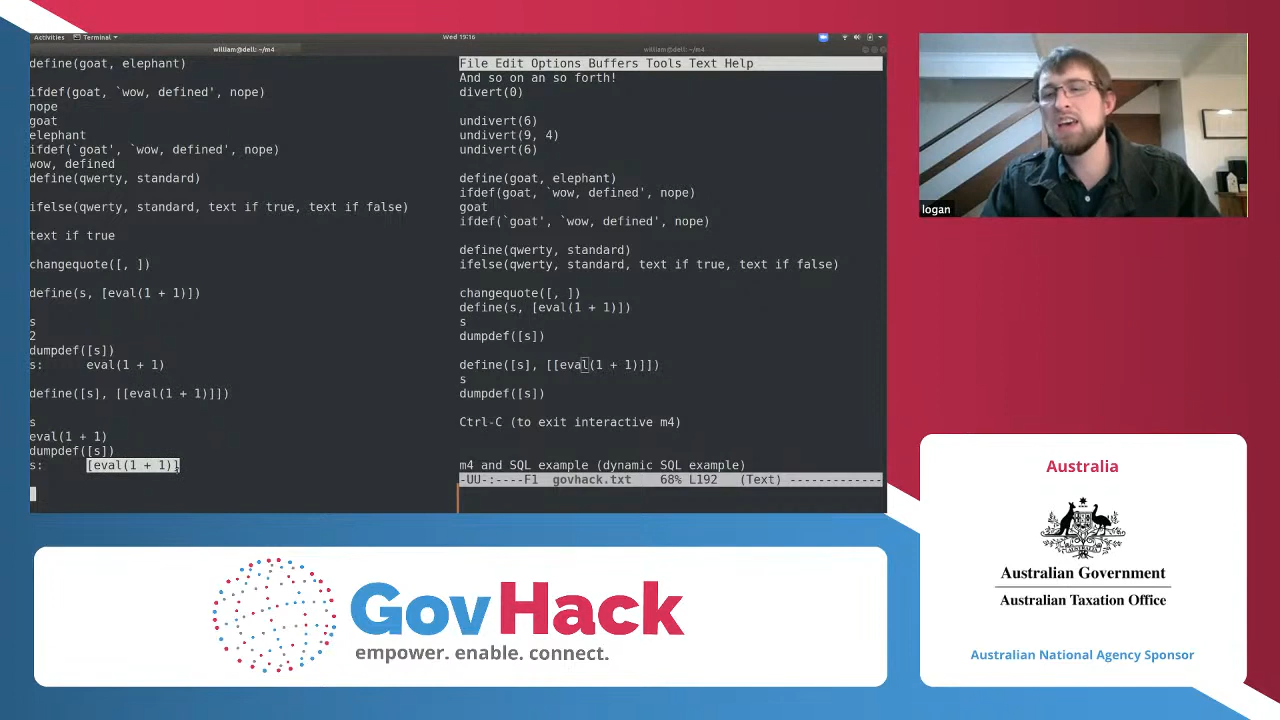 Activities
Terminal
Wed 19:16
william@dell: ~/m4
define(goat, elephant)
ifdef(goat, `wow, defined', nope)
nope
goat
elephant
ifdef(`goat', `wow, defined', nope)
wow, defined
define(qwerty, standard)
ifelse(qwerty, standard, text if true, text if false)
text if true
changequote([, ])
define(s, [eval(1 + 1)])
s
2
dumpdef([s])
s: eval(1 + 1)
define([s], [[eval(1 + 1)]])
s
eval(1 + 1)
dumpdef([s])
s: [eval(1 + 1)]
william@dell: ~/m4
File Edit Options Buffers Tools Text Help
And so on an so forth!
divert(0)
undivert(6)
undivert(9, 4)
undivert(6)
define(goat, elephant)
ifdef(goat, `wow, defined', nope)
goat
ifdef(`goat', `wow, defined', nope)
define(qwerty, standard)
ifelse(qwerty, standard, text if true, text if false)
changequote([, ])
define(s, [eval(1 + 1)])
s
dumpdef([s])
define([s], [[eval(1 + 1)]])
s
dumpdef([s])
Ctrl-C (to exit interactive m4)
m4 and SQL example (dynamic SQL example)
-UU-:----F1 govhack.txt 68% L192 (Text) -------------
logan
GovHack
empower. enable. connect.
Australia
Australian Government
Australian Taxation Office
Australian National Agency Sponsor